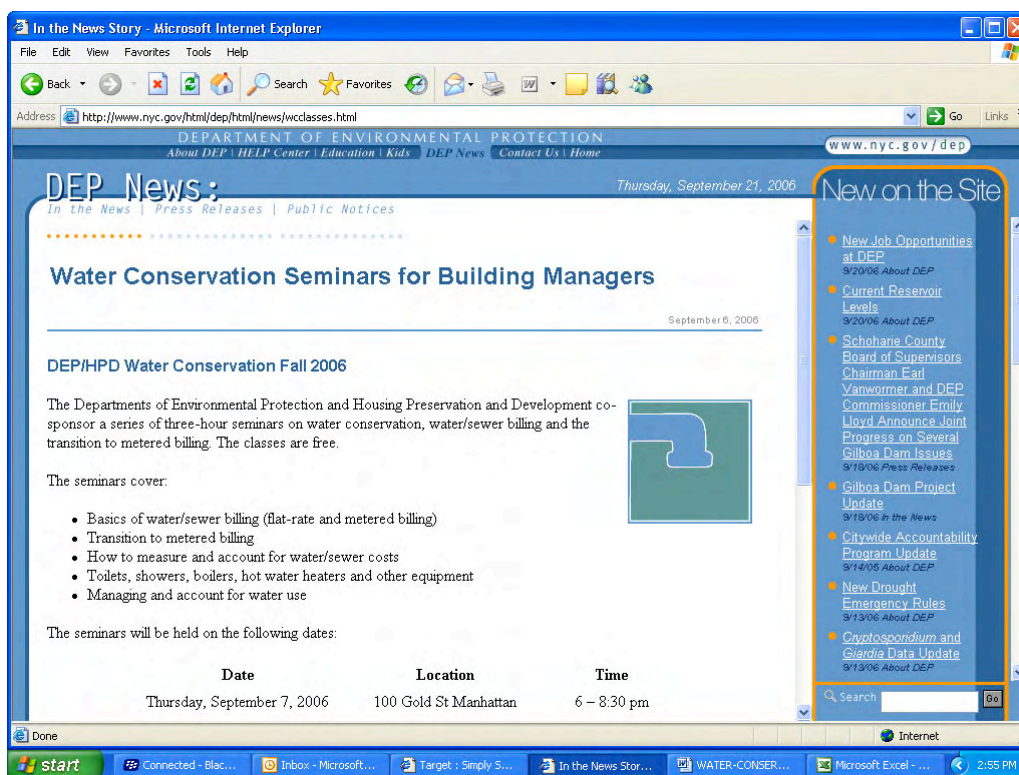 In the News Story - Microsoft Internet Explorer
File Edit View Favorites Tools Help
Back Search Favorites
Address http://www.nyc.gov/html/dep/html/news/wcclasses.html Go Links
DEPARTMENT OF ENVIRONMENTAL PROTECTION
About DEP | HELP Center | Education | Kids DEP News Contact Us | Home
www.nyc.gov/dep
DEP News:
Thursday, September 21, 2006
In the News | Press Releases | Public Notices
Water Conservation Seminars for Building Managers
September 6, 2006
DEP/HPD Water Conservation Fall 2006
The Departments of Environmental Protection and Housing Preservation and Development co-
sponsor a series of three-hour seminars on water conservation, water/sewer billing and the
transition to metered billing. The classes are free.
The seminars cover:
• Basics of water/sewer billing (flat-rate and metered billing)
• Transition to metered billing
• How to measure and account for water/sewer costs
• Toilets, showers, boilers, hot water heaters and other equipment
• Managing and account for water use
The seminars will be held on the following dates:
Date Location Time
Thursday, September 7, 2006 100 Gold St Manhattan 6 – 8:30 pm
New on the Site
New Job Opportunities
at DEP
9/20/06 About DEP
Current Reservoir
Levels
9/20/06 About DEP
Schoharie County
Board of Supervisors
Chairman Earl
Vanwormer and DEP
Commissioner Emily
Lloyd Announce Joint
Progress on Several
Gilboa Dam Issues
9/18/06 Press Releases
Gilboa Dam Project
Update
9/18/06 In the News
Citywide Accountability
Program Update
9/14/05 About DEP
New Drought
Emergency Rules
9/13/06 About DEP
Cryptosporidium and
Giardia Data Update
9/13/06 About DEP
Search Go
Done Internet
start Connected - Blac... Inbox - Microsoft... Target : Simply S... In the News Stor... WATER-CONSER... Microsoft Excel - ... 2:55 PM